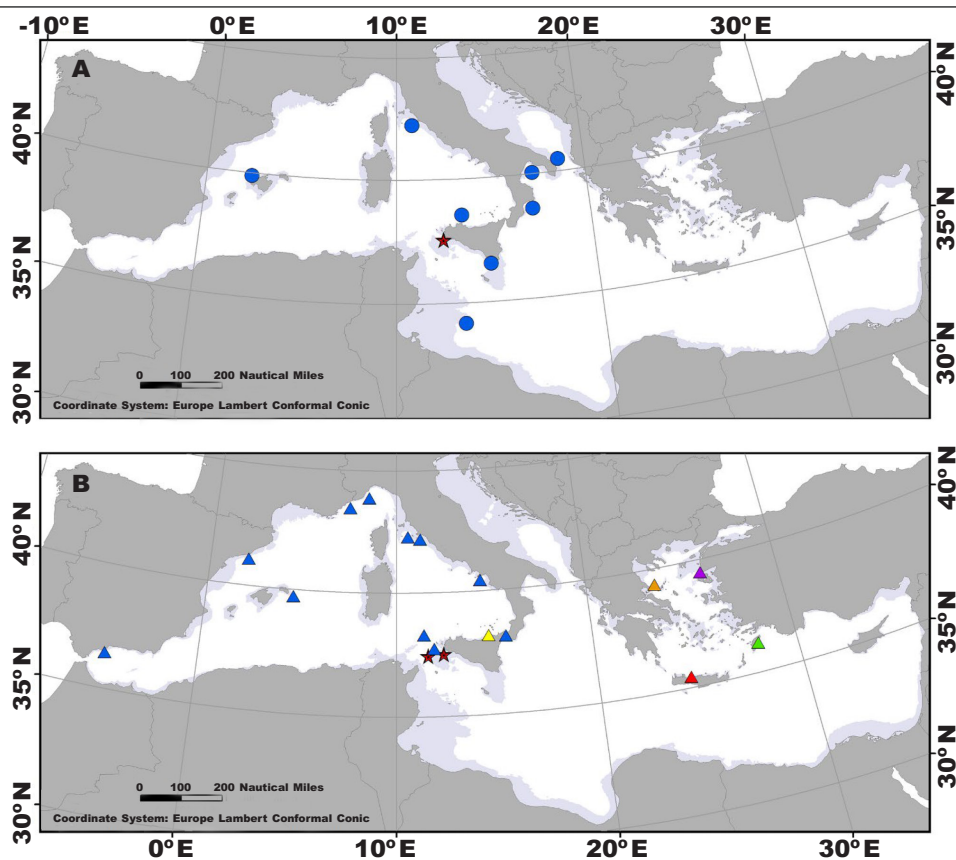 -10°E 0°E 10°E 20°E 30°E
A
40°N 40°N
35°N 35°N
30°N 30°N
0 100 200 Nautical Miles
Coordinate System: Europe Lambert Conformal Conic
B
40°N 40°N
35°N 35°N
30°N 30°N
0 100 200 Nautical Miles
Coordinate System: Europe Lambert Conformal Conic
0°E 10°E 20°E 30°E